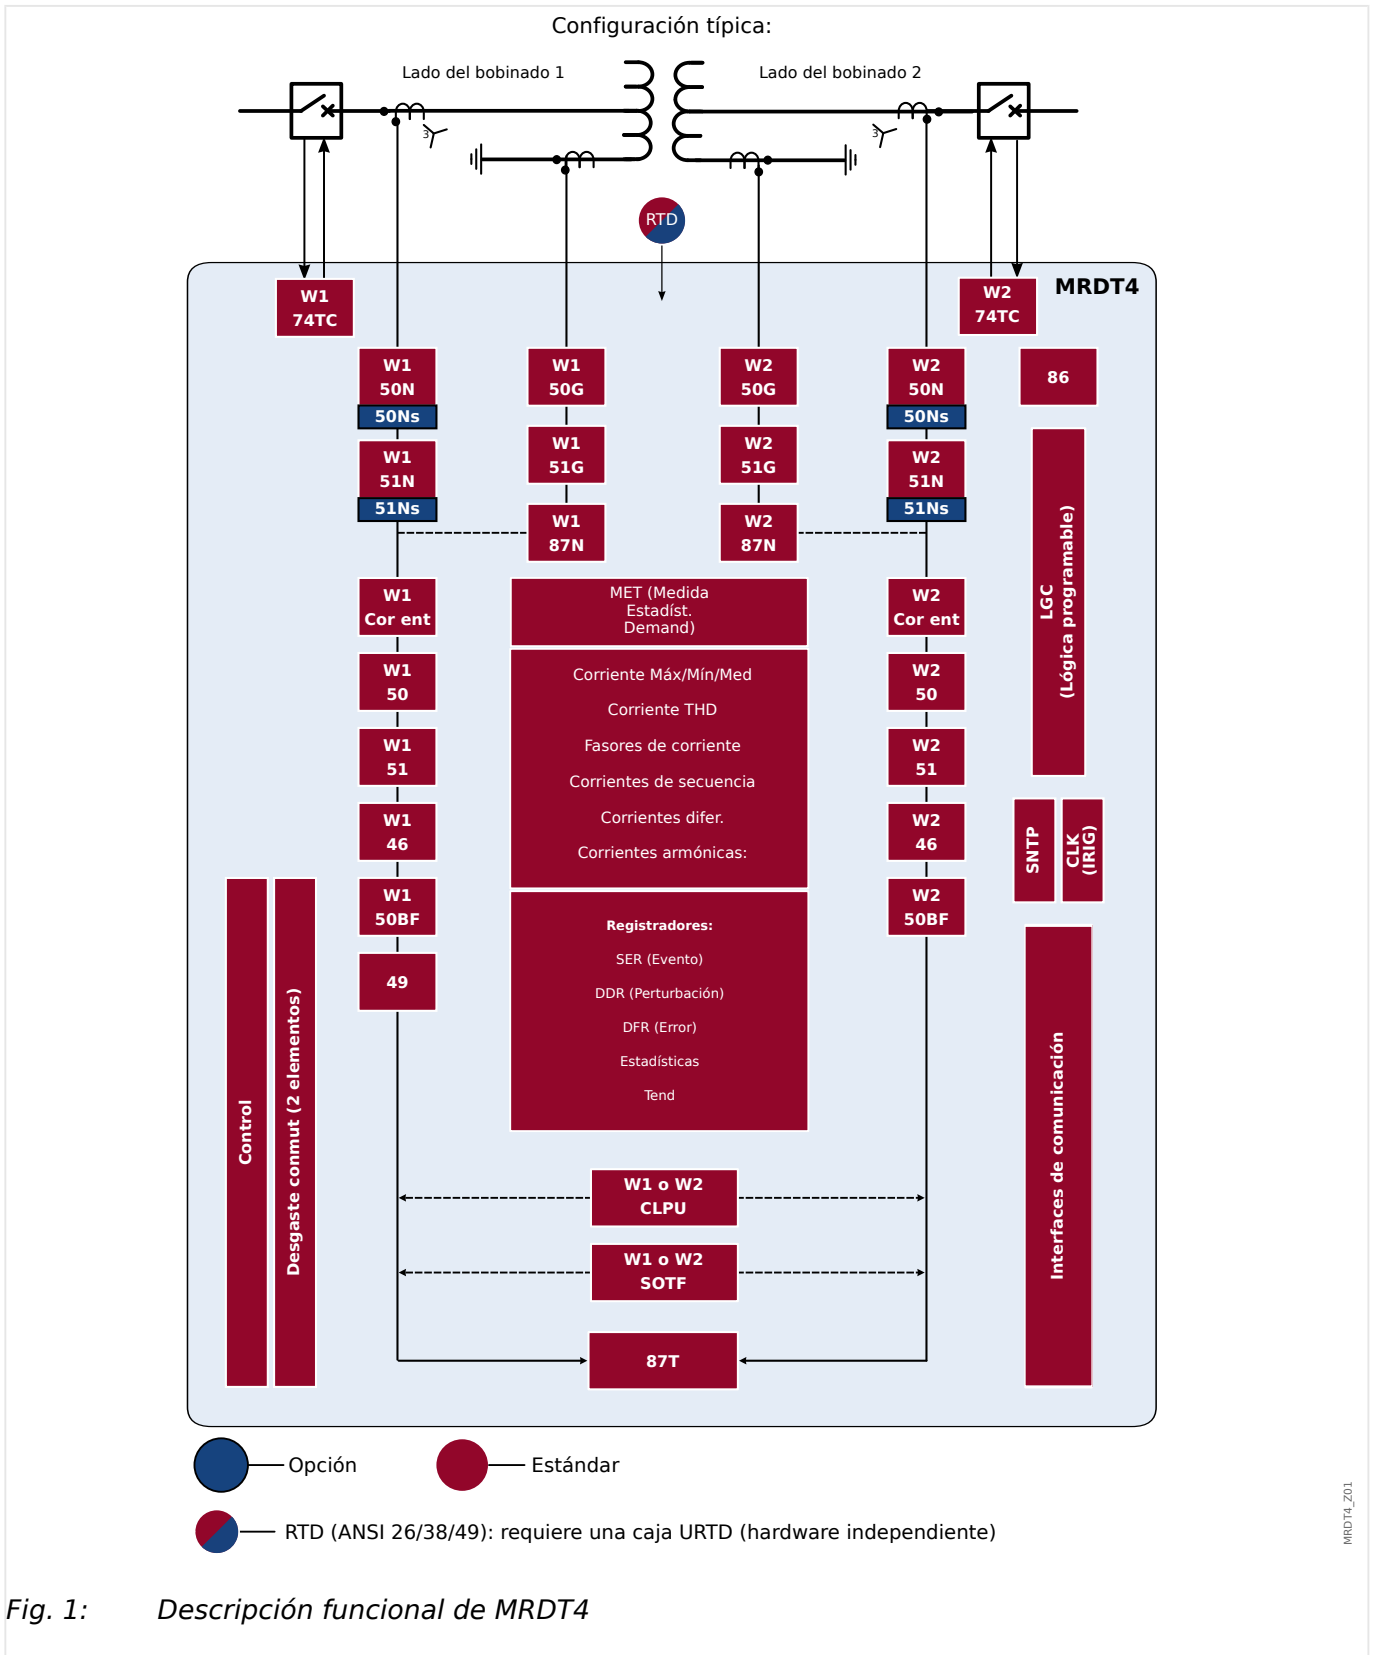 Configuración típica:
Lado del bobinado 1
Lado del bobinado 2
3
3
RTD
MRDT4
W1
74TC
W2
74TC
W1
50N
50Ns
W1
50G
W2
50G
W2
50N
50Ns
86
W1
51N
51Ns
W1
51G
W2
51G
W2
51N
51Ns
W1
87N
W2
87N
LGC
(Lógica programable)
W1
Cor ent
MET (Medida
Estadíst.
Demand)
W2
Cor ent
W1
50
W2
50
Corriente Máx/Mín/Med
Corriente THD
Fasores de corriente
Corrientes de secuencia
Corrientes difer.
Corrientes armónicas:
W1
51
W2
51
W1
46
W2
46
SNTP
CLK
(IRIG)
W1
50BF
W2
50BF
49
Registradores:
SER (Evento)
DDR (Perturbación)
DFR (Error)
Estadísticas
Tend
Control
Desgaste conmut (2 elementos)
Interfaces de comunicación
W1 o W2
CLPU
W1 o W2
SOTF
87T
Opción
Estándar
RTD (ANSI 26/38/49): requiere una caja URTD (hardware independiente)
MRDT4_Z01
Fig. 1: Descripción funcional de MRDT4